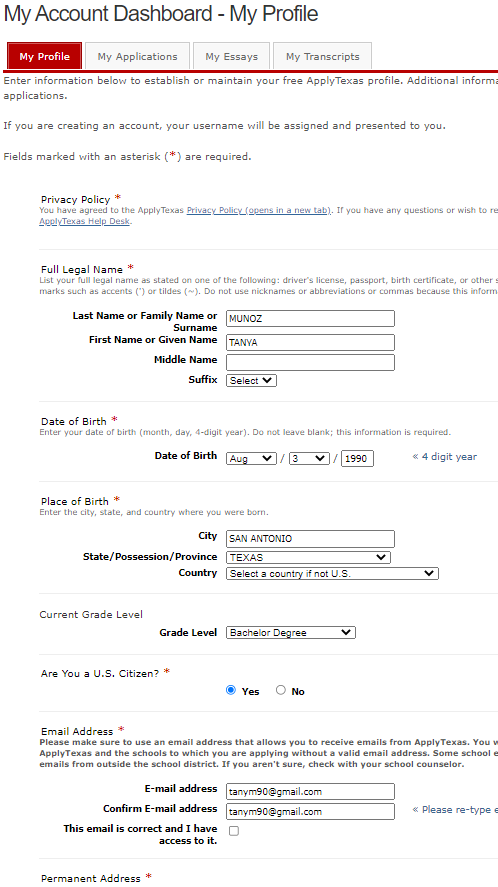 My Account Dashboard - My Profile
My Profile My Applications My Essays My Transcripts
Enter information below to establish or maintain your free ApplyTexas profile. Additional informa
applications.
If you are creating an account, your username will be assigned and presented to you.
Fields marked with an asterisk (*) are required.
Privacy Policy *
You have agreed to the ApplyTexas Privacy Policy (opens in a new tab). If you have any questions or wish to re
ApplyTexas Help Desk.
Full Legal Name *
List your full legal name as stated on one of the following: driver's license, passport, birth certificate, or other s
marks such as accents (') or tildes (~). Do not use nicknames or abbreviations or commas because this inform
Last Name or Family Name or
Surname MUNOZ
First Name or Given Name TANYA
Middle Name
Suffix Select
Date of Birth *
Enter your date of birth (month, day, 4-digit year). Do not leave blank; this information is required.
Date of Birth Aug / 3 / 1990 « 4 digit year
Place of Birth *
Enter the city, state, and country where you were born.
City SAN ANTONIO
State/Possession/Province TEXAS
Country Select a country if not U.S.
Current Grade Level
Grade Level Bachelor Degree
Are You a U.S. Citizen? *
Yes No
Email Address *
Please make sure to use an email address that allows you to receive emails from ApplyTexas. You w
ApplyTexas and the schools to which you are applying without a valid email address. Some school e
emails from outside the school district. If you aren't sure, check with your school counselor.
E-mail address tanym90@gmail.com
Confirm E-mail address tanym90@gmail.com « Please re-type e
This email is correct and I have
access to it.
Permanent Address *